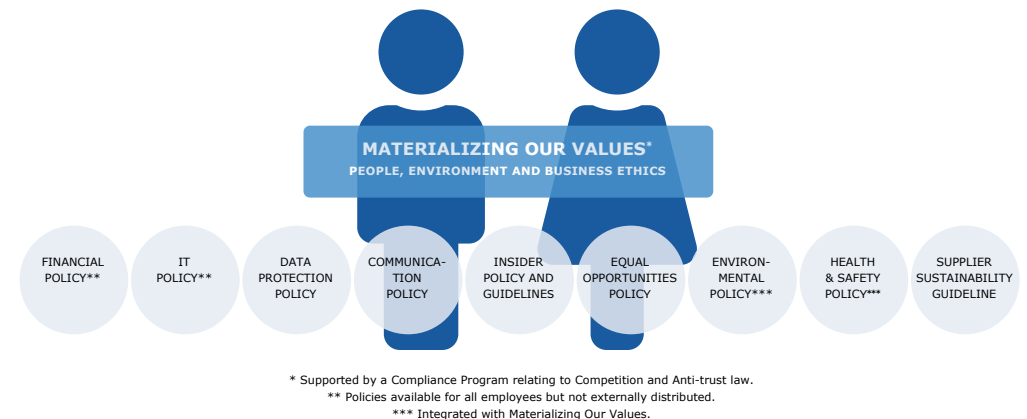 MATERIALIZING OUR VALUES*
PEOPLE, ENVIRONMENT AND BUSINESS ETHICS
FINANCIAL
POLICY**
IT
POLICY**
DATA
PROTECTION
POLICY
COMMUNICA-
TION
POLICY
INSIDER
POLICY AND
GUIDELINES
EQUAL
OPPORTUNITIES
POLICY
ENVIRON-
MENTAL
POLICY***
HEALTH
& SAFETY
POLICY***
SUPPLIER
SUSTAINABILITY
GUIDELINE
* Supported by a Compliance Program relating to Competition and Anti-trust law.
** Policies available for all employees but not externally distributed.
*** Integrated with Materializing Our Values.